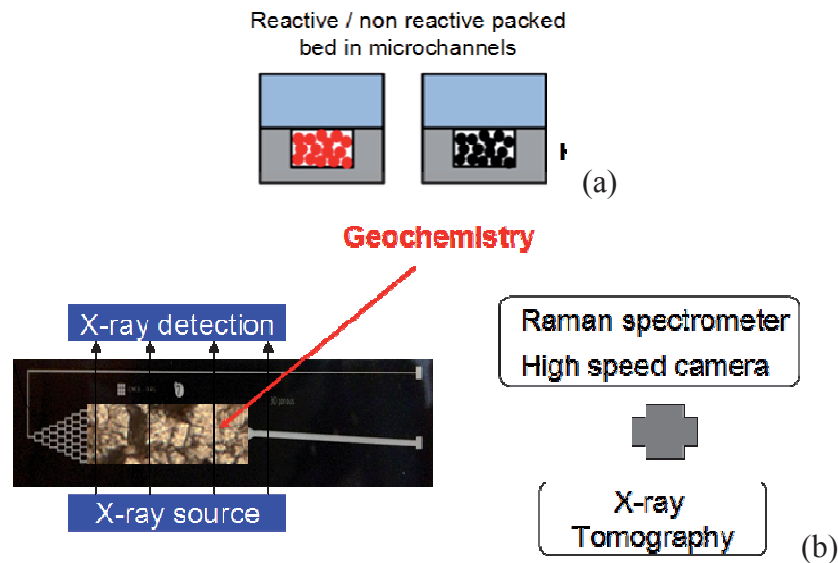 Reactive / non reactive packed
bed in microchannels
(a)
Geochemistry
X-ray detection
X-ray source
Raman spectrometer
High speed camera
X-ray
Tomography
(b)